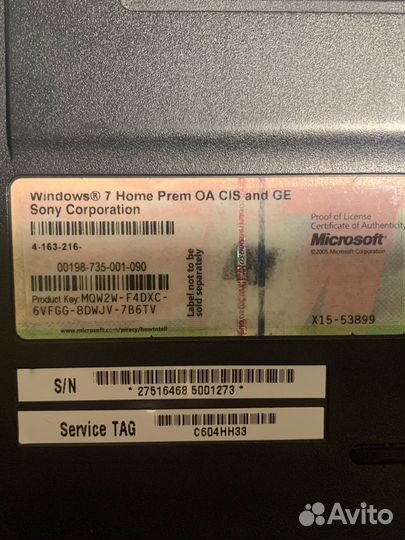 Windows® 7 Home Prem OA CIS and GE
Sony Corporation
4-163-216-
00198-735-001-090
Product Key: MQW2W-F4DXC-
6VFGG-8DWJV-7B6TV
www.microsoft.com/piracy/howtotell
Label not to be
sold separately
Proof of License
Certificate of Authenticity
Microsoft®
©2005 Microsoft Corporation
X15-53899
S/N
* 27516468 5001273 *
Service TAG
C604HH33
Avito